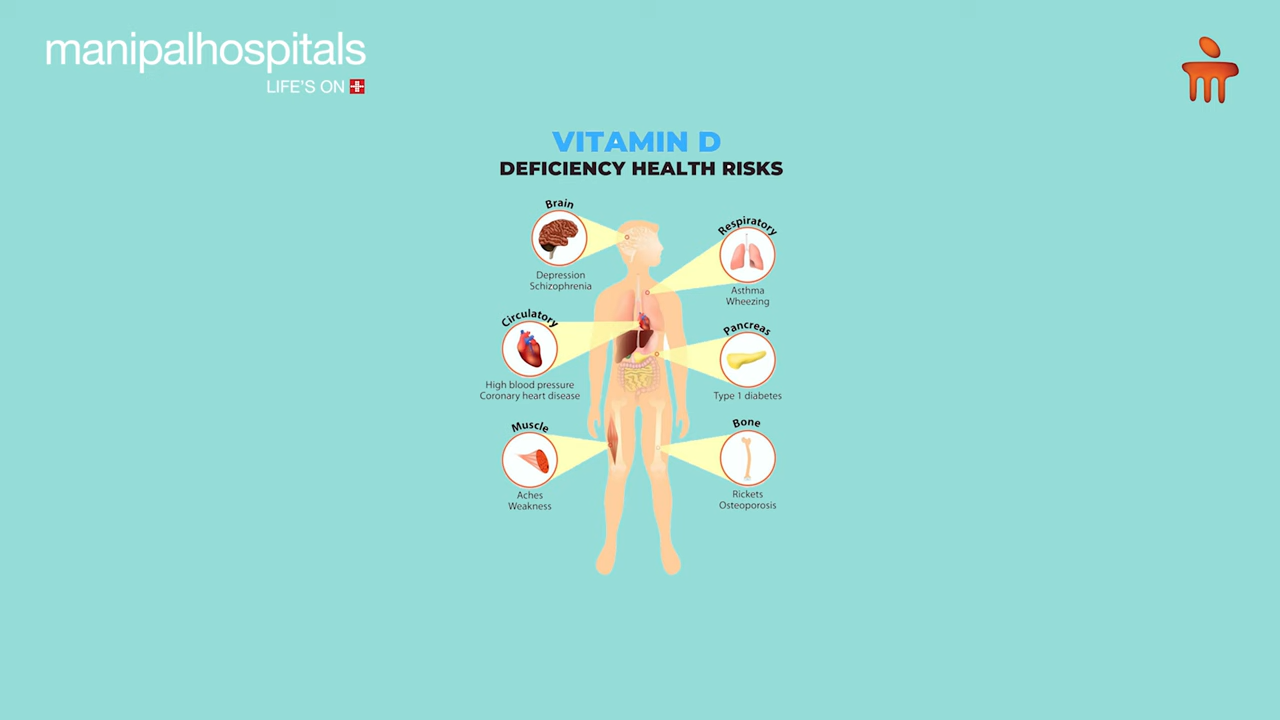 manipalhospitals
LIFE'S ON
VITAMIN D
DEFICIENCY HEALTH RISKS
Brain
Depression
Schizophrenia
Respiratory
Asthma
Wheezing
Circulatory
High blood pressure
Coronary heart disease
Pancreas
Type 1 diabetes
Muscle
Aches
Weakness
Bone
Rickets
Osteoporosis